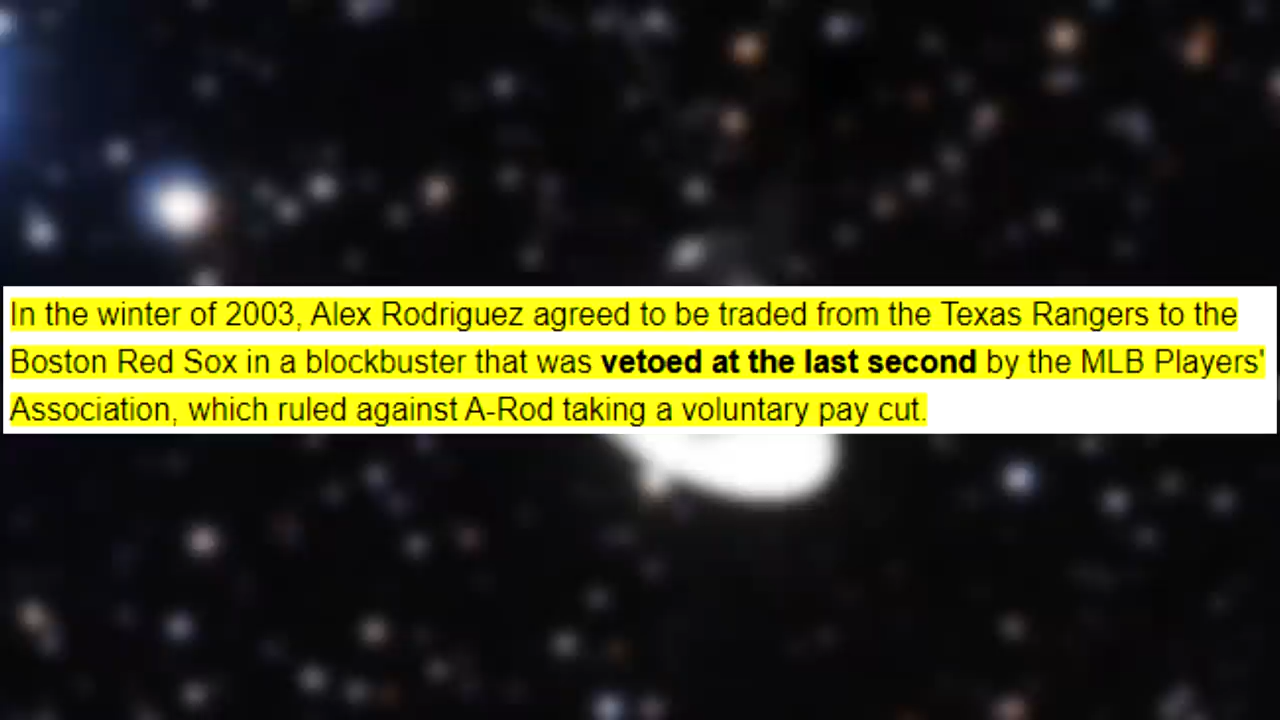 In the winter of 2003, Alex Rodriguez agreed to be traded from the Texas Rangers to the
Boston Red Sox in a blockbuster that was vetoed at the last second by the MLB Players'
Association, which ruled against A-Rod taking a voluntary pay cut.